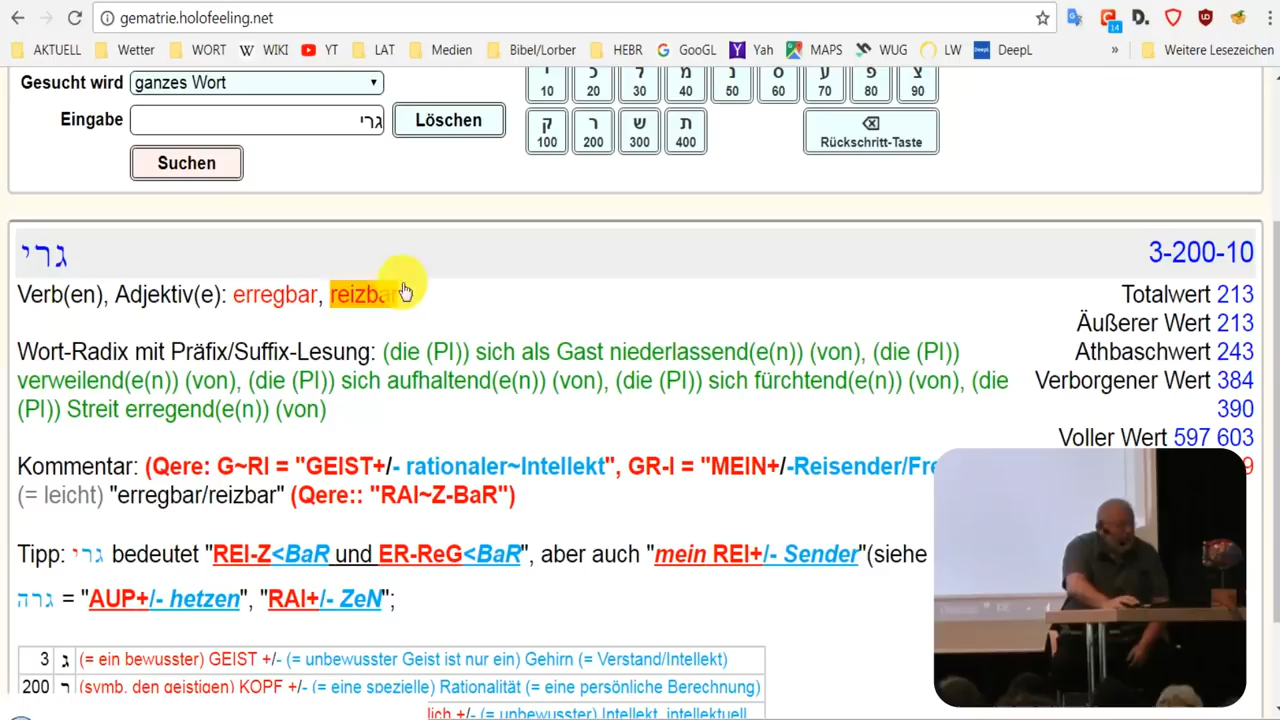 gematrie.holofeeling.net
14
AKTUELL Wetter WORT WIKI YT LAT Medien Bibel/Lorber HEBR GooGL Yah MAPS WUG LW DeepL » Weitere Lesezeichen
Gesucht wird ganzes Wort
י כ ל מ נ ס ע פ צ
10 20 30 40 50 60 70 80 90
Eingabe גרי Löschen
ק ר ש ת
100 200 300 400 Rückschritt-Taste
Suchen
גרי 3-200-10
Verb(en), Adjektiv(e): erregbar, reizbar
Totalwert 213
Äußerer Wert 213
Athbaschwert 243
Verborgener Wert 384
390
Voller Wert 597 603
9
Wort-Radix mit Präfix/Suffix-Lesung: (die (Pl)) sich als Gast niederlassend(e(n)) (von), (die (Pl))
verweilend(e(n)) (von), (die (Pl)) sich aufhaltend(e(n)) (von), (die (Pl)) sich fürchtend(e(n)) (von), (die
(Pl)) Streit erregend(e(n)) (von)
Kommentar: (Qere: G~RI = "GEIST+/- rationaler~Intellekt", GR-I = "MEIN+/-Reisender/Fre
(= leicht) "erregbar/reizbar" (Qere:: "RAI~Z-BaR")
Tipp: גרי bedeutet "REI-Z<BaR und ER-ReG<BaR", aber auch "mein REI+/- Sender"(siehe
גרה = "AUP+/- hetzen", "RAI+/- ZeN";
3 ג (= ein bewusster) GEIST +/- (= unbewusster Geist ist nur ein) Gehirn (= Verstand/Intellekt)
200 ר (symb. den geistigen) KOPF +/- (= eine spezielle) Rationalität (= eine persönliche Berechnung)
lich +/- (= unbewusster) Intellekt, intellektuell